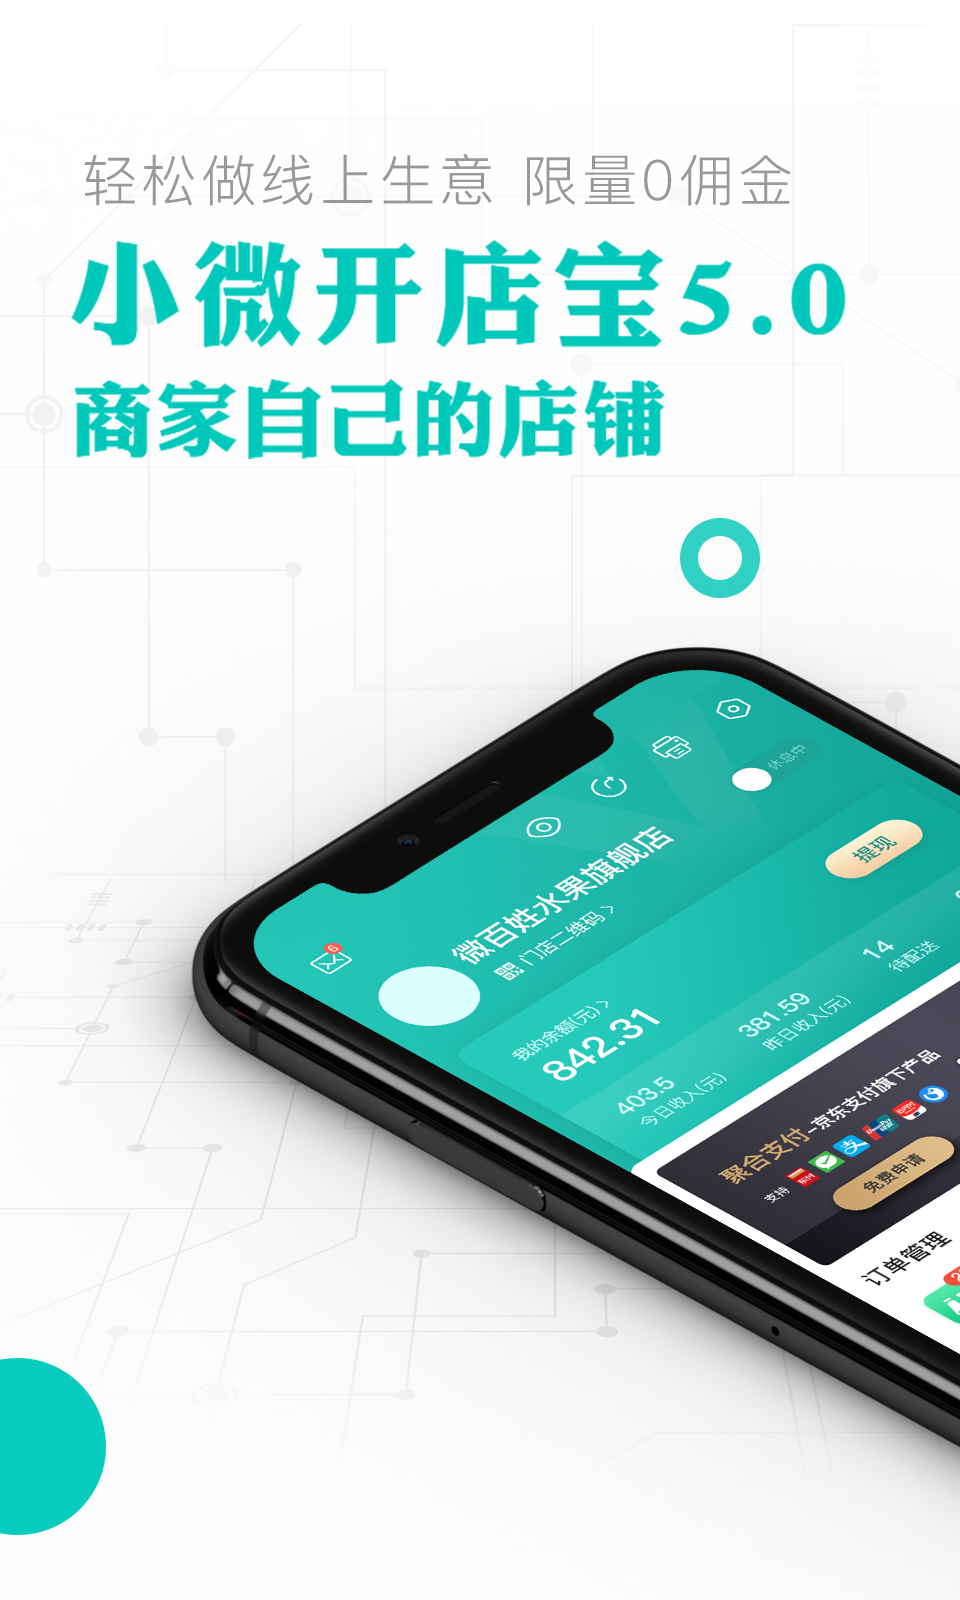 轻松做线上生意 限量0佣金
小微开店宝5.0
商家自己的店铺
休息中
6
微百姓水果旗舰店
门店二维码 >
提现
我的余额(元) >
842.31
403.5
今日收入(元)
381.59
昨日收入(元)
14
待配送
聚合支付-京东支付旗下产品
支持
免费申请
订单管理